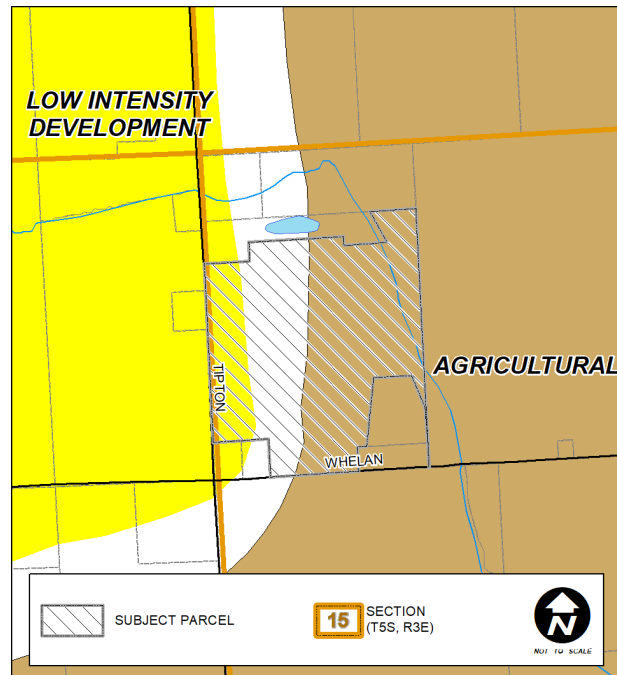 LOW INTENSITY
DEVELOPMENT
TIPTON
AGRICULTURAL
WHELAN
SUBJECT PARCEL
15
SECTION
(T5S, R3E)
N
NOT TO SCALE